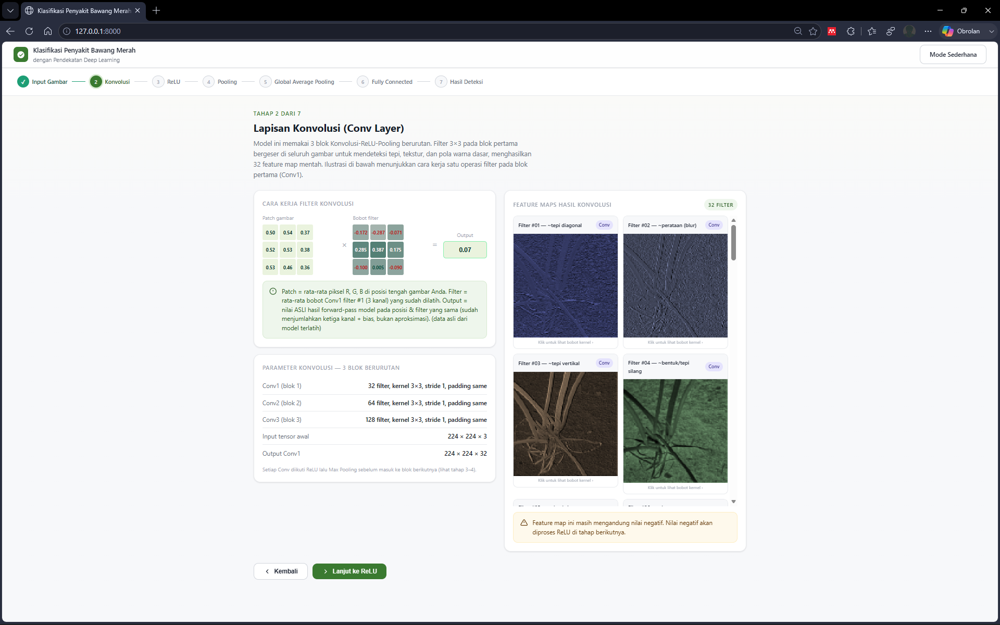 Klasifikasi Penyakit Bawang Merah
127.0.0.1:8000
Obrolan
Klasifikasi Penyakit Bawang Merah
dengan Pendekatan Deep Learning
Mode Sederhana
Input Gambar
2 Konvolusi
3 ReLU
4 Pooling
5 Global Average Pooling
6 Fully Connected
7 Hasil Deteksi
TAHAP 2 DARI 7
Lapisan Konvolusi (Conv Layer)
Model ini memakai 3 blok Konvolusi-ReLU-Pooling berurutan. Filter 3×3 pada blok pertama
bergeser di seluruh gambar untuk mendeteksi tepi, tekstur, dan pola warna dasar, menghasilkan
32 feature map mentah. Ilustrasi di bawah menunjukkan cara kerja satu operasi filter pada blok
pertama (Conv1).
CARA KERJA FILTER KONVOLUSI
Patch gambar
0.50 0.54 0.37
0.52 0.53 0.38
0.53 0.46 0.36
×
Bobot filter
-0.172 -0.287 -0.071
0.285 0.387 0.175
-0.100 0.005 -0.090
=
Output
0.07
Patch = rata-rata piksel R, G, B di posisi tengah gambar Anda. Filter =
rata-rata bobot Conv1 filter #1 (3 kanal) yang sudah dilatih. Output =
nilai ASLI hasil forward-pass model pada posisi & filter yang sama (sudah
menjumlahkan ketiga kanal + bias, bukan aproksimasi). (data asli dari
model terlatih)
PARAMETER KONVOLUSI — 3 BLOK BERURUTAN
Conv1 (blok 1) 32 filter, kernel 3×3, stride 1, padding same
Conv2 (blok 2) 64 filter, kernel 3×3, stride 1, padding same
Conv3 (blok 3) 128 filter, kernel 3×3, stride 1, padding same
Input tensor awal 224 × 224 × 3
Output Conv1 224 × 224 × 32
Setiap Conv diikuti ReLU lalu Max Pooling sebelum masuk ke blok berikutnya (lihat tahap 3–4).
FEATURE MAPS HASIL KONVOLUSI
32 FILTER
Filter #01 — ~tepi diagonal Conv
Klik untuk lihat bobot kernel ›
Filter #02 — ~perataan (blur) Conv
Klik untuk lihat bobot kernel ›
Filter #03 — ~tepi vertikal Conv
Klik untuk lihat bobot kernel ›
Filter #04 — ~bentuk/tepi
silang
Conv
Klik untuk lihat bobot kernel ›
Feature map ini masih mengandung nilai negatif. Nilai negatif akan
diproses ReLU di tahap berikutnya.
‹ Kembali
› Lanjut ke ReLU